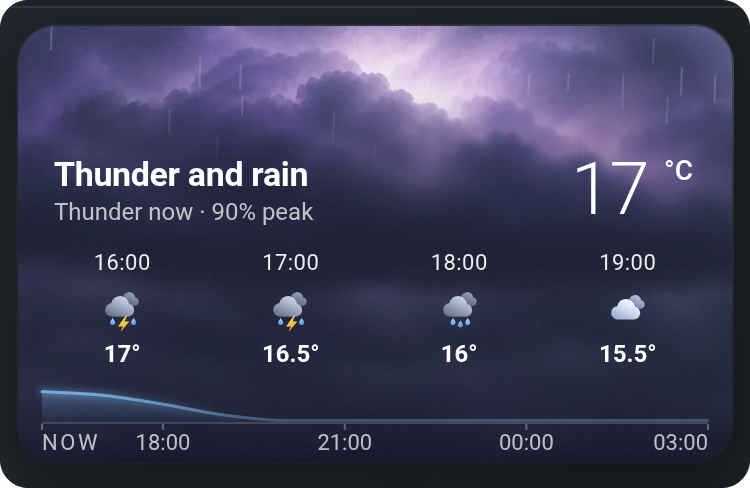 Thunder and rain
17 °C
Thunder now · 90% peak
16:00 17:00 18:00 19:00
17° 16.5° 16° 15.5°
NOW 18:00 21:00 00:00 03:00